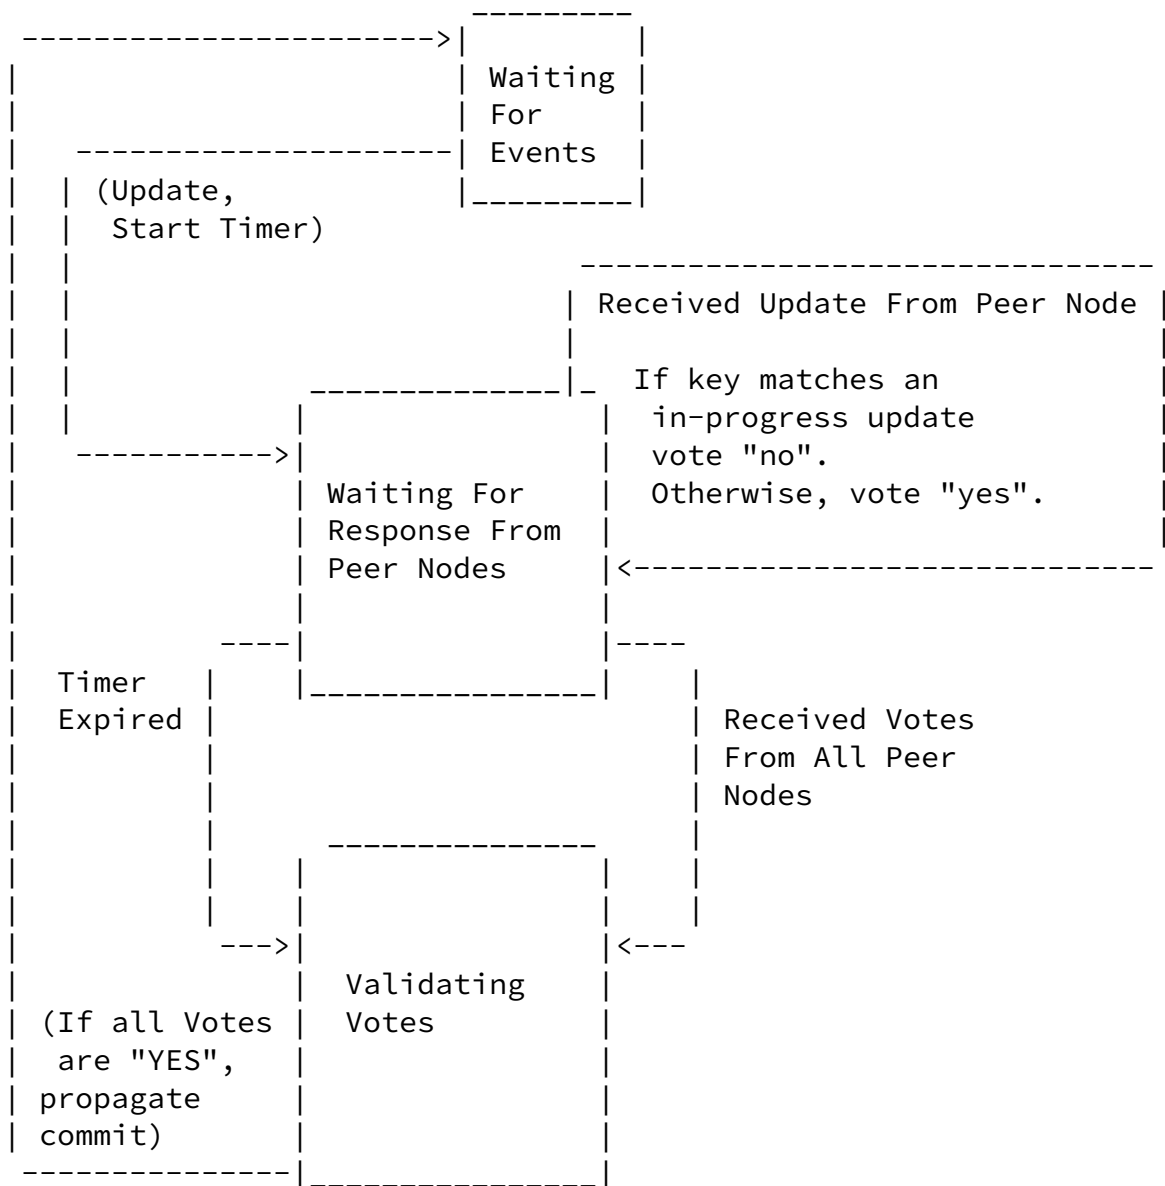 Waiting
For
Events
(Update,
Start Timer)
Received Update From Peer Node
If key matches an
in-progress update
vote "no".
Otherwise, vote "yes".
Waiting For
Response From
Peer Nodes
Timer
Expired
Received Votes
From All Peer
Nodes
Validating
Votes
(If all Votes
are "YES",
propagate
commit)